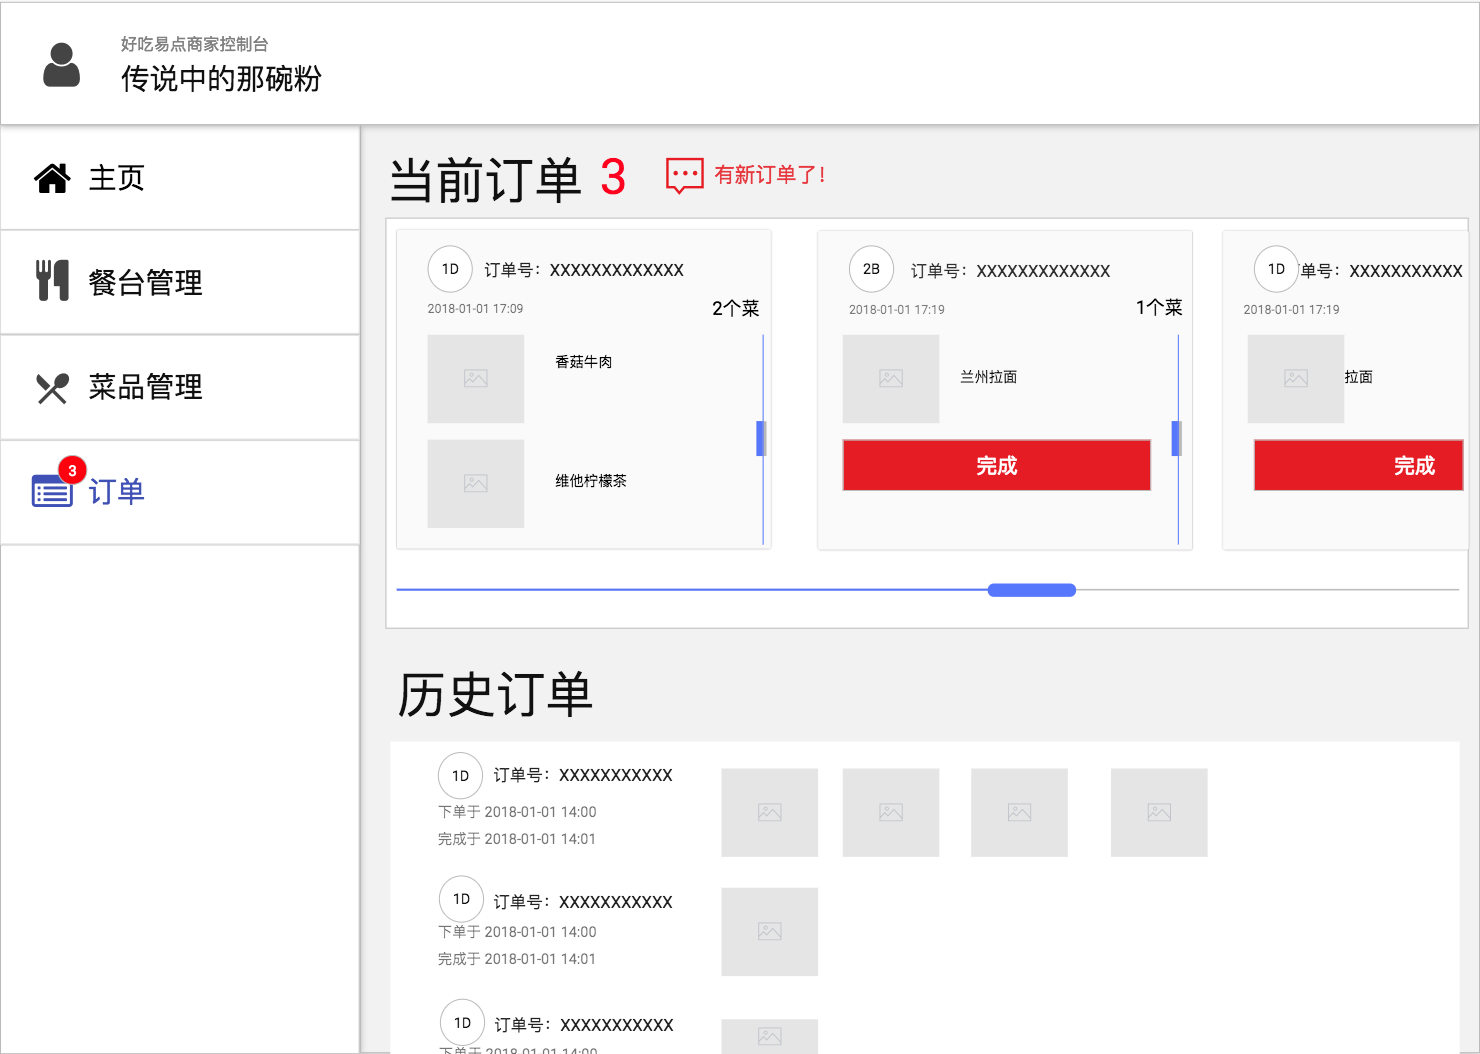 好吃易点商家控制台
传说中的那碗粉
主页
餐台管理
菜品管理
3
订单
当前订单 3 有新订单了!
1D 订单号：XXXXXXXXXXXXX
2018-01-01 17:09
2个菜
香菇牛肉
维他柠檬茶
2B 订单号：XXXXXXXXXXXXX
2018-01-01 17:19
1个菜
兰州拉面
完成
1D 单号：XXXXXXXXXXX
2018-01-01 17:19
拉面
完成
历史订单
1D 订单号：XXXXXXXXXXX
下单于 2018-01-01 14:00
完成于 2018-01-01 14:01
1D 订单号：XXXXXXXXXXX
下单于 2018-01-01 14:00
完成于 2018-01-01 14:01
1D 订单号：XXXXXXXXXXX
下单于 2018-01-01 14:00